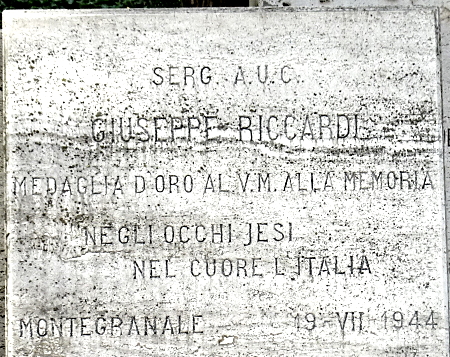 SERG. A.U.C.
GIUSEPPE RICCARDI
MEDAGLIA D'ORO AL V.M. ALLA MEMORIA
NEGLI OCCHI JESI
NEL CUORE L'ITALIA
MONTEGRANALE 19-VII-1944